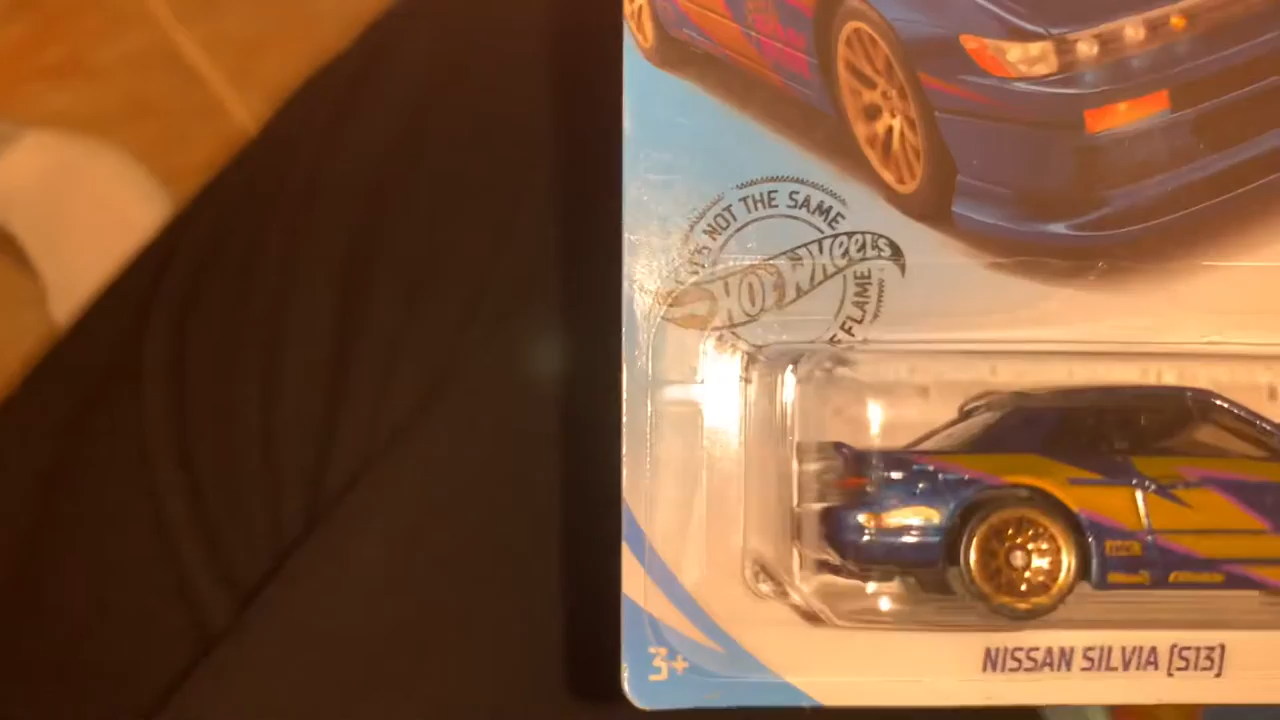 IT'S NOT THE SAME
HOT WHEELS
FLAME
3+
NISSAN SILVIA (S13)